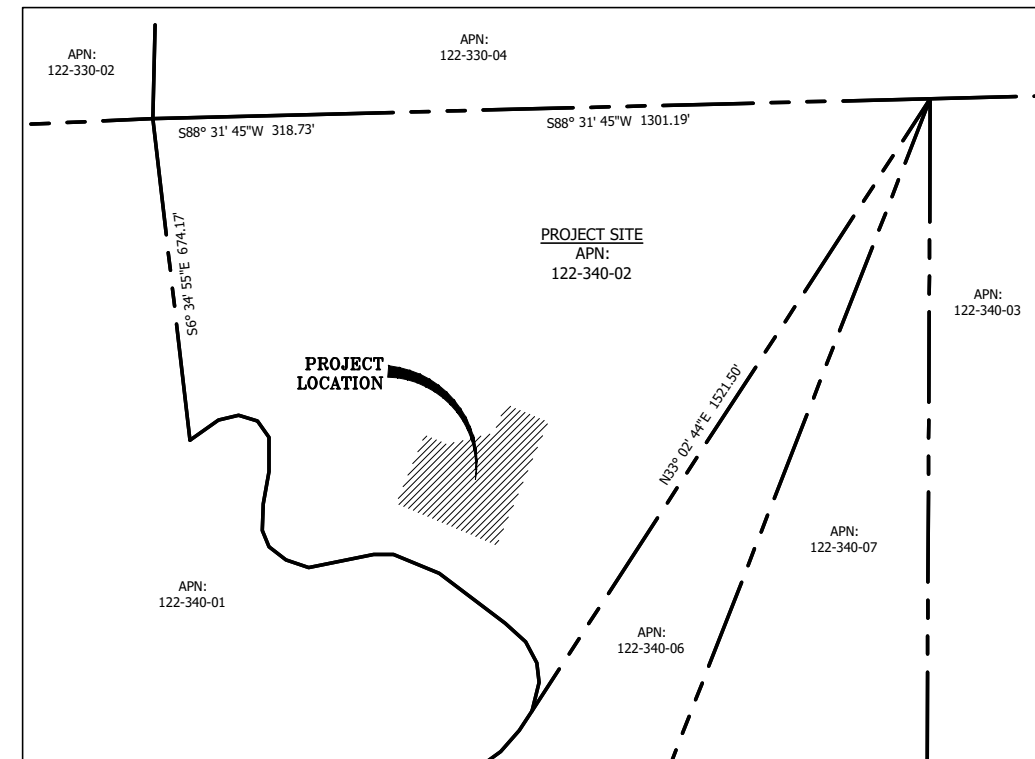 APN:
122-330-02
APN:
122-330-04
S88° 31' 45"W 318.73'
S88° 31' 45"W 1301.19'
S6° 34' 55"E 674.17'
PROJECT SITE
APN:
122-340-02
APN:
122-340-03
PROJECT
LOCATION
N33° 02' 44"E 1521.50'
APN:
122-340-07
APN:
122-340-01
APN:
122-340-06